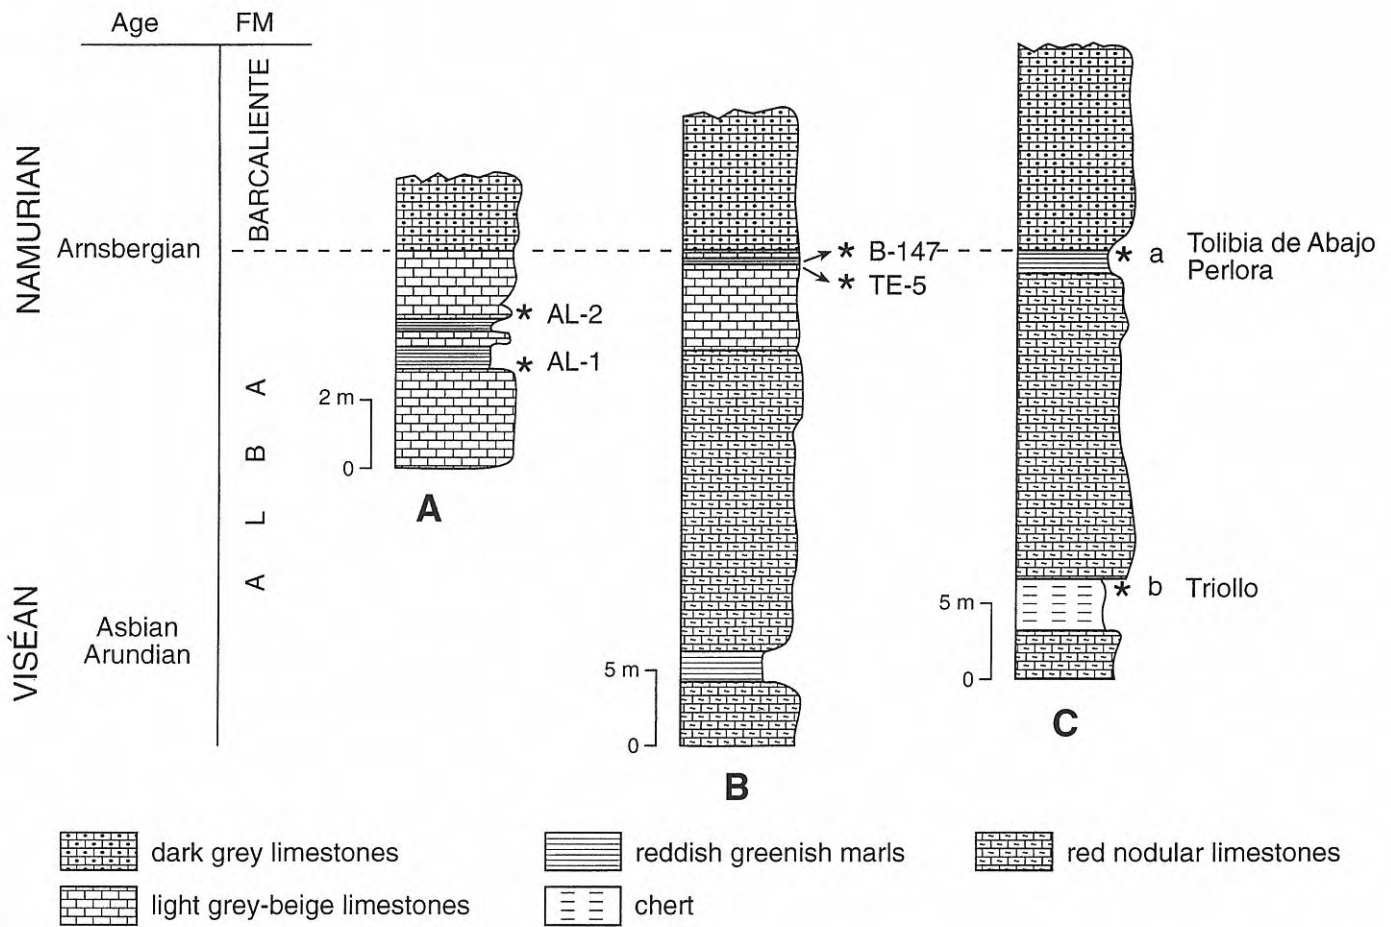 Age FM
NAMURIAN
BARCALIENTE
Arnsbergian
B-147
TE-5
a Tolibia de Abajo
Perlora
AL-2
AL-1
2 m
0
A
ALBA
VISÉAN
Asbian
Arundian
5 m
0
B
b Triollo
5 m
0
C
dark grey limestones
reddish greenish marls
red nodular limestones
light grey-beige limestones
chert